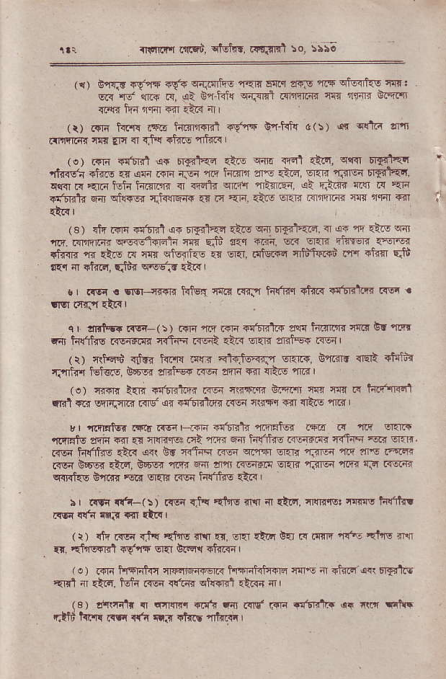 ৭৪২ বাংলাদেশ গেজেট, অতিরিক্ত, ফেব্রুয়ারী ১০, ১৯৯৩
(খ) উপযুক্ত কর্তৃপক্ষ কর্তৃক অনুমোদিত পন্থায় ভ্রমণে প্রকৃত পক্ষে অতিবাহিত সময়ঃ
তবে শর্ত থাকে যে, এই উপ-বিধি অনুযায়ী যোগদানের সময় গণনার উদ্দেশ্যে
বন্ধের দিন গণনা করা হইবে না।
(২) কোন বিশেষ ক্ষেত্রে নিয়োগকারী কর্তৃপক্ষ উপ-বিধি ৫(১) এর অধীনে প্রাপ্য
যোগদানের সময় হ্রাস বা বৃদ্ধি করিতে পারিবে।
(৩) কোন কর্মচারী এক চাকুরীস্থল হইতে অন্যত্র বদলী হইলে, অথবা চাকুরীস্থল
পরিবর্তন করিতে হয় এমন কোন নূতন পদে নিয়োগ প্রাপ্ত হইলে, তাহার পুরাতন চাকুরীস্থল,
অথবা যে স্থানে তিনি নিয়োগের বা বদলীর আদেশ পাইয়াছেন, এই দুইয়ের মধ্যে যে স্থান
কর্মচারীর জন্য অধিকতর সুবিধাজনক হয় সে স্থান, হইতে তাহার যোগদানের সময় গণনা করা
হইবে।
(৪) যদি কোন কর্মচারী এক চাকুরীস্থল হইতে অন্য চাকুরীস্থলে, বা এক পদ হইতে অন্য
পদে, যোগদানের অন্তবর্তীকালীন সময় ছুটি গ্রহণ করেন, তবে তাহার দায়িত্বভার হস্তান্তর
করিবার পর হইতে যে সময় অতিবাহিত হয় তাহা, মেডিকেল সার্টিফিকেট পেশ করিয়া ছুটি
গ্রহণ না করিলে, ছুটির অন্তর্ভুক্ত হইবে।
৬। বেতন ও ভাতা—সরকার বিভিন্ন সময়ে যেরূপ নির্ধারণ করিবে কর্মচারীদের বেতন ও
ভাতা সেরূপ হইবে।
৭। প্রারম্ভিক বেতন—(১) কোন পদে কোন কর্মচারীকে প্রথম নিয়োগের সময়ে উক্ত পদের
জন্য নির্ধারিত বেতনক্রমের সর্বনিম্ন বেতনই হইবে তাহার প্রারম্ভিক বেতন।
(২) সংশ্লিষ্ট ব্যক্তির বিশেষ মেধার স্বীকৃতিস্বরূপ তাহাকে, উপরোক্ত বাছাই কমিটির
সুপারিশ ভিত্তিতে, উচ্চতর প্রারম্ভিক বেতন প্রদান করা যাইতে পারে।
(৩) সরকার ইহার কর্মচারীদের বেতন সংরক্ষণের উদ্দেশ্যে সময় সময় যে নির্দেশাবলী
জারী করে তদানুসারে বোর্ড এর কর্মচারীদের বেতন সংরক্ষণ করা যাইতে পারে।
৮। পদোন্নতির ক্ষেত্রে বেতন।—কোন কর্মচারীর পদোন্নতির ক্ষেত্রে যে পদে তাহাকে
পদোন্নতি প্রদান করা হয় সাধারণতঃ সেই পদের জন্য নির্ধারিত বেতনক্রমের সর্বনিম্ন স্তরে তাহার
বেতন নির্ধারিত হইবে এবং উক্ত সর্বনিম্ন বেতন অপেক্ষা তাহার পুরাতন পদে প্রাপ্ত স্কেলের
বেতন উচ্চতর হইলে, উচ্চতর পদের জন্য প্রাপ্য বেতনক্রমে তাহার পুরাতন পদের মূল বেতনের
অব্যবহিত উপরের স্তরে তাহার বেতন নির্ধারিত হইবে।
৯। বেতন বর্ধন—(১) বেতন বৃদ্ধি স্থগিত রাখা না হইলে, সাধারণতঃ সময়মত নির্ধারিত
বেতন বর্ধন মঞ্জুর করা হইবে।
(২) যদি বেতন বৃদ্ধি স্থগিত রাখা হয়, তাহা হইলে উহা যে মেয়াদ পর্যন্ত স্থগিত রাখা
হয়, স্থগিতকারী কর্তৃপক্ষ তাহা উল্লেখ করিবেন।
(৩) কোন শিক্ষানবিস সাফল্যজনকভাবে শিক্ষানবিসিকাল সমাপ্ত না করিলে এবং চাকুরীতে
স্থায়ী না হইলে, তিনি বেতন বর্ধনের অধিকারী হইবেন না।
(৪) প্রশংসনীয় বা অসাধারণ কর্মের জন্য বোর্ড কোন কর্মচারীকে এক সংগে অনধিক
দুইটি বিশেষ বেতন বর্ধন মঞ্জুর করিতে পারিবেন।